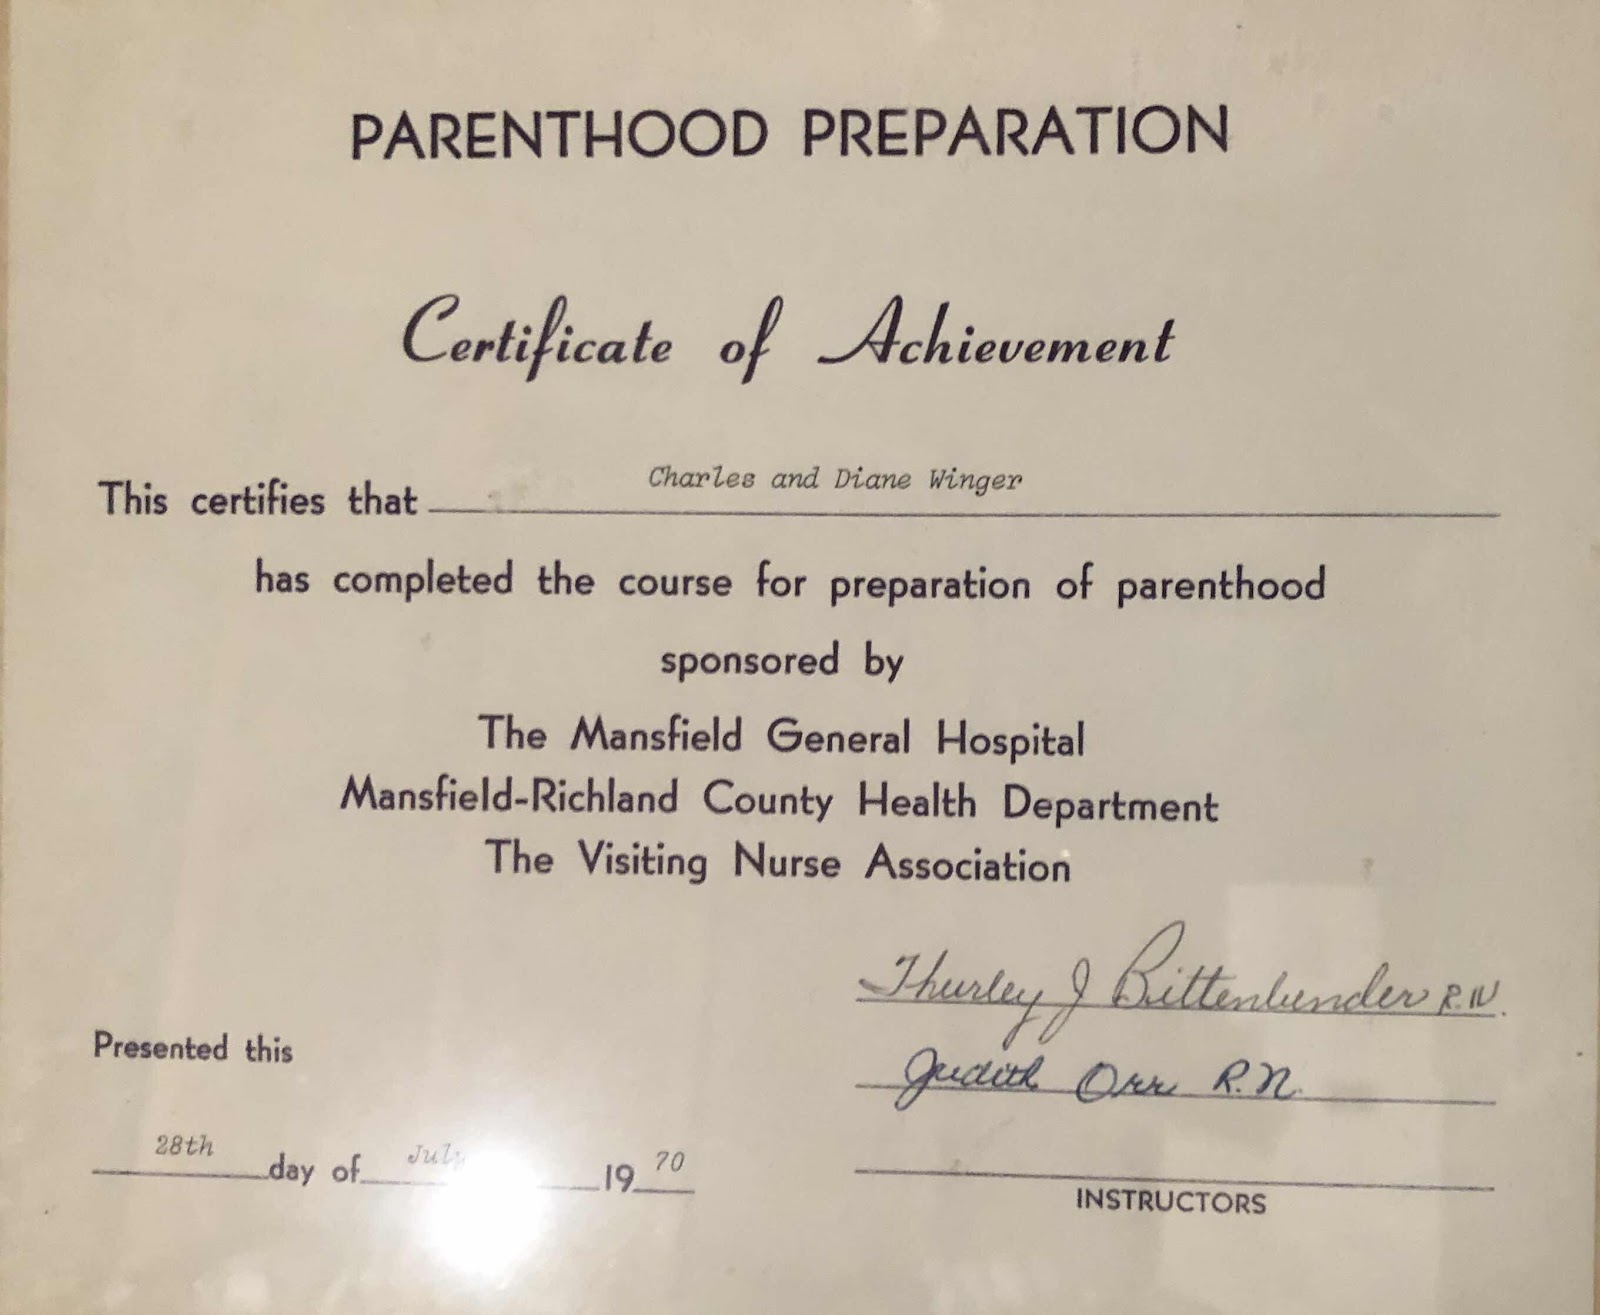 PARENTHOOD PREPARATION
Certificate of Achievement
This certifies that Charles and Diane Winger
has completed the course for preparation of parenthood
sponsored by
The Mansfield General Hospital
Mansfield-Richland County Health Department
The Visiting Nurse Association
Thurley J Bittenbender R.N.
Judith Orr R.N.
Presented this
28th day of July 19 70
INSTRUCTORS